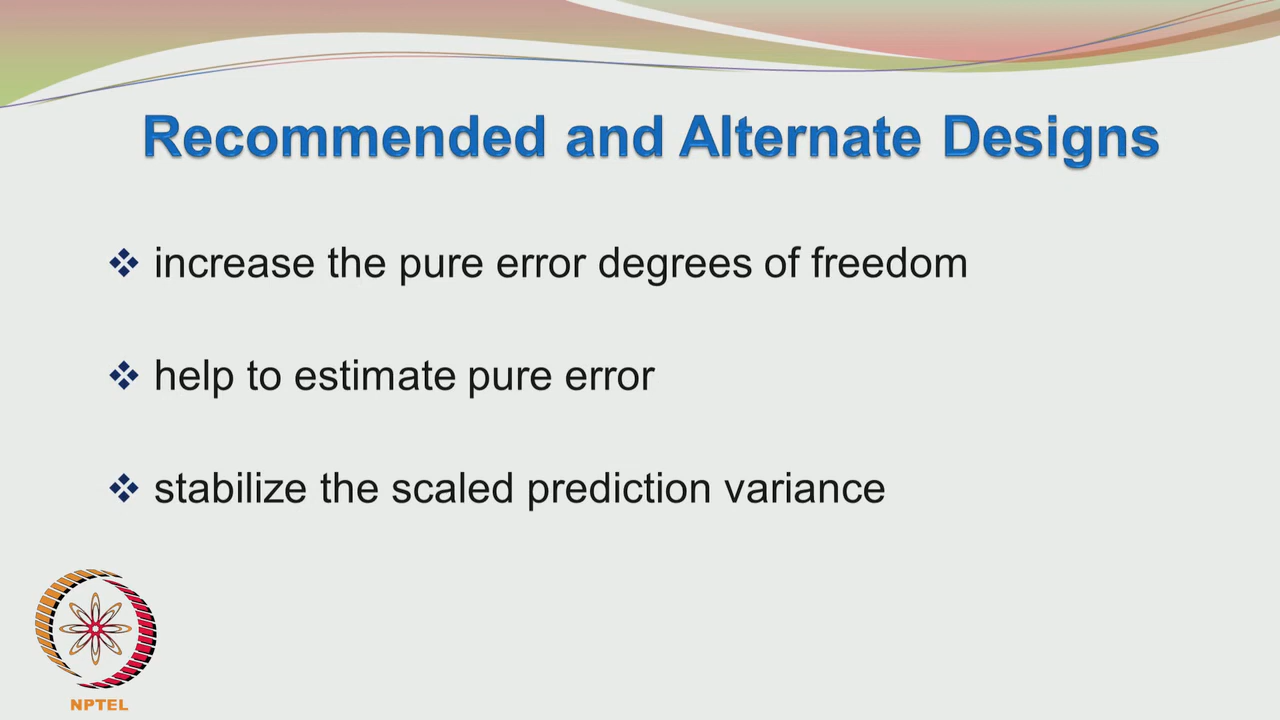 Recommended and Alternate Designs
increase the pure error degrees of freedom
help to estimate pure error
stabilize the scaled prediction variance
NPTEL